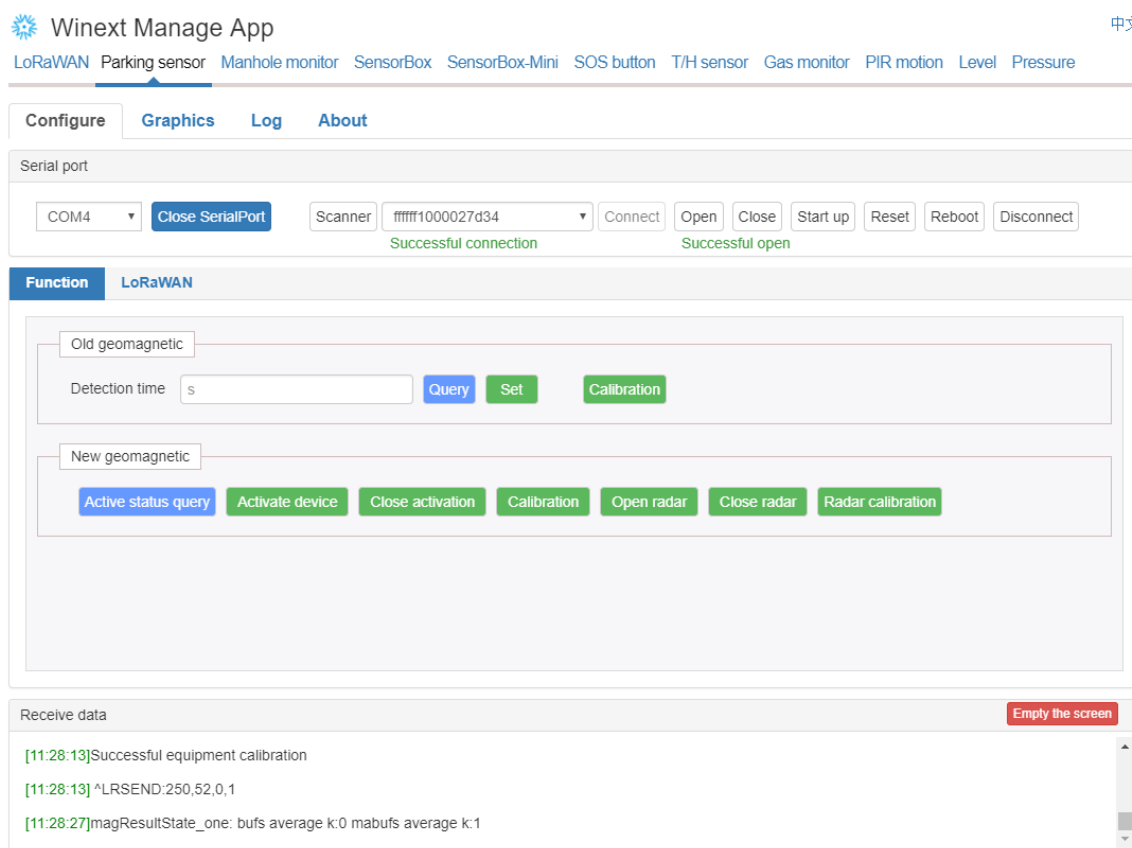 Winext Manage App
中文
LoRaWAN Parking sensor Manhole monitor SensorBox SensorBox-Mini SOS button T/H sensor Gas monitor PIR motion Level Pressure
Configure Graphics Log About
Serial port
COM4 Close SerialPort Scanner ffffff1000027d34 Connect Open Close Start up Reset Reboot Disconnect
Successful connection Successful open
Function LoRaWAN
Old geomagnetic
Detection time s Query Set Calibration
New geomagnetic
Active status query Activate device Close activation Calibration Open radar Close radar Radar calibration
Receive data Empty the screen
[11:28:13]Successful equipment calibration
[11:28:13] ^LRSEND:250,52,0,1
[11:28:27]magResultState_one: bufs average k:0 mabufs average k:1